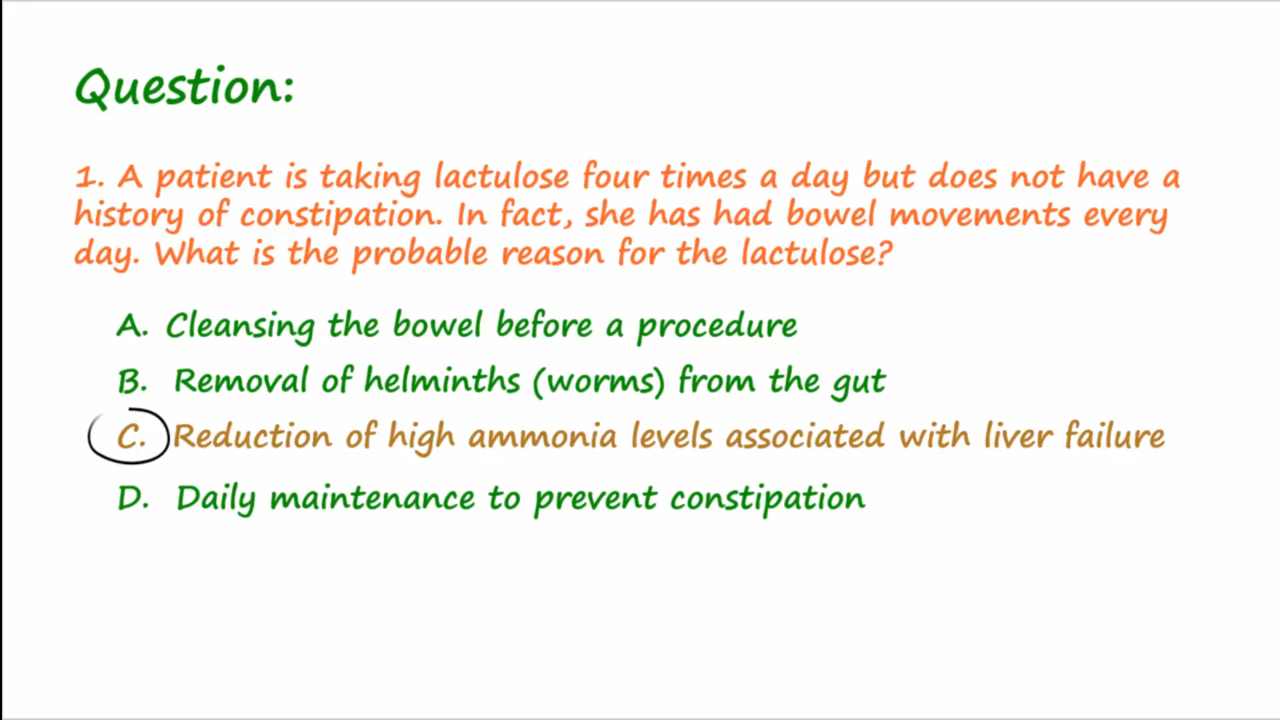 Question:
1. A patient is taking lactulose four times a day but does not have a
history of constipation. In fact, she has had bowel movements every
day. What is the probable reason for the lactulose?
A. Cleansing the bowel before a procedure
B. Removal of helminths (worms) from the gut
C. Reduction of high ammonia levels associated with liver failure
D. Daily maintenance to prevent constipation